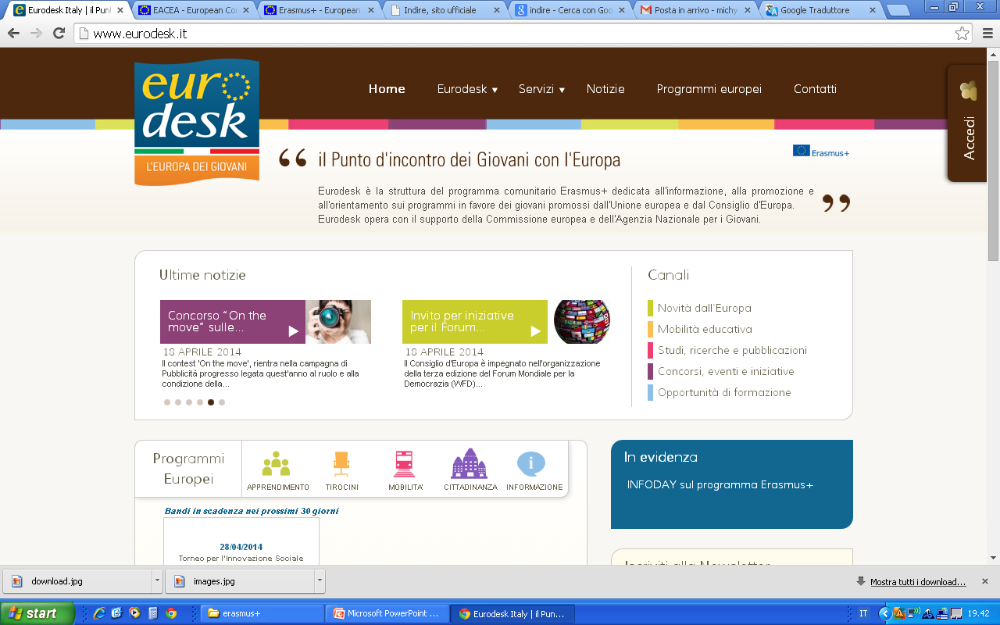 Eurodesk Italy | il Pun
EACEA - European Co
Erasmus+ - European
Indire, sito ufficiale
indire - Cerca con Goo
Posta in arrivo - michy
Google Traduttore
www.eurodesk.it
euro
desk
L'EUROPA DEI GIOVANI
Home
Eurodesk
Servizi
Notizie
Programmi europei
Contatti
Accedi
“ il Punto d'incontro dei Giovani con l'Europa
Erasmus+
Eurodesk è la struttura del programma comunitario Erasmus+ dedicata all'informazione, alla promozione e
all'orientamento sui programmi in favore dei giovani promossi dall'Unione europea e dal Consiglio d'Europa.
Eurodesk opera con il supporto della Commissione europea e dell'Agenzia Nazionale per i Giovani. ”
Ultime notizie
Concorso “On the
move” sulle...
18 APRILE 2014
Il contest 'On the move', rientra nella campagna di
Pubblicità progresso legata quest'anno al ruolo e alla
condizione della...
Invito per iniziative
per il Forum...
18 APRILE 2014
Il Consiglio d'Europa è impegnato nell'organizzazione
della terza edizione del Forum Mondiale per la
Democrazia (WFD)...
Canali
Novità dall'Europa
Mobilità educativa
Studi, ricerche e pubblicazioni
Concorsi, eventi e iniziative
Opportunità di formazione
Programmi
Europei
APPRENDIMENTO
TIROCINI
MOBILITA'
CITTADINANZA
INFORMAZIONE
Bandi in scadenza nei prossimi 30 giorni
28/04/2014
Torneo per l'Innovazione Sociale
In evidenza
INFODAY sul programma Erasmus+
Iscriviti alla Newsletter
download.jpg
images.jpg
Mostra tutti i download...
start
erasmus+
Microsoft PowerPoint ...
Eurodesk Italy | il Pun...
IT
19.42